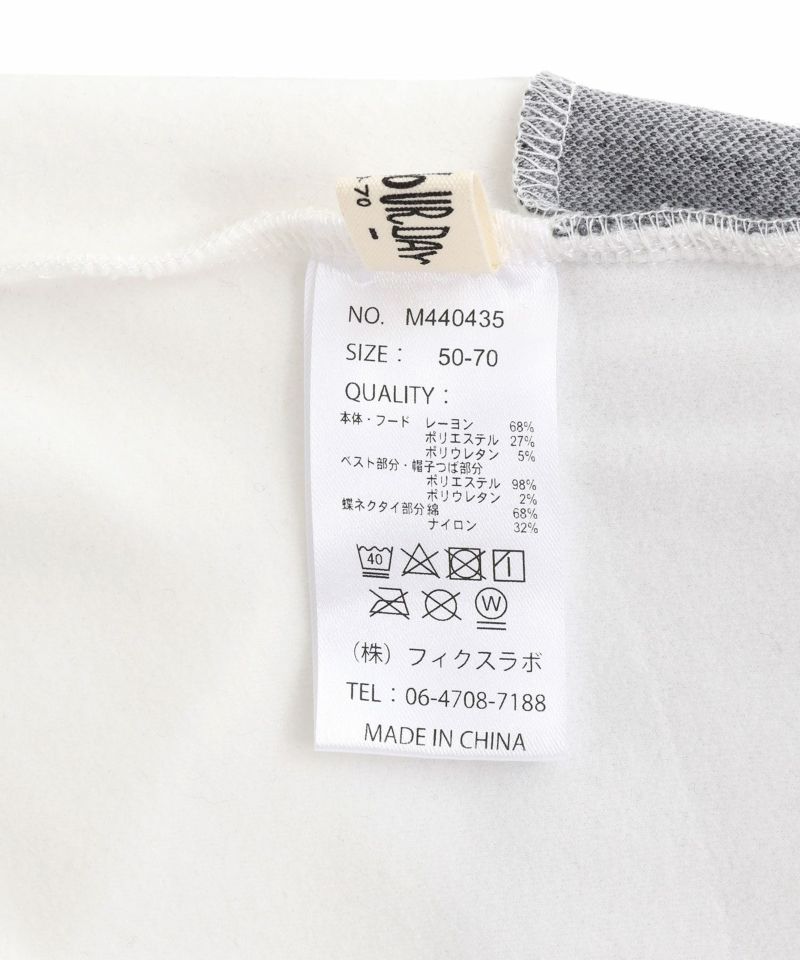 OUR DAY
-70
NO. M440435
SIZE : 50-70
QUALITY :
本体・フード レーヨン 68%
ポリエステル 27%
ポリウレタン 5%
ベスト部分・帽子つば部分
ポリエステル 98%
ポリウレタン 2%
蝶ネクタイ部分 綿 68%
ナイロン 32%
40
W
(株) フィクスラボ
TEL : 06-4708-7188
MADE IN CHINA